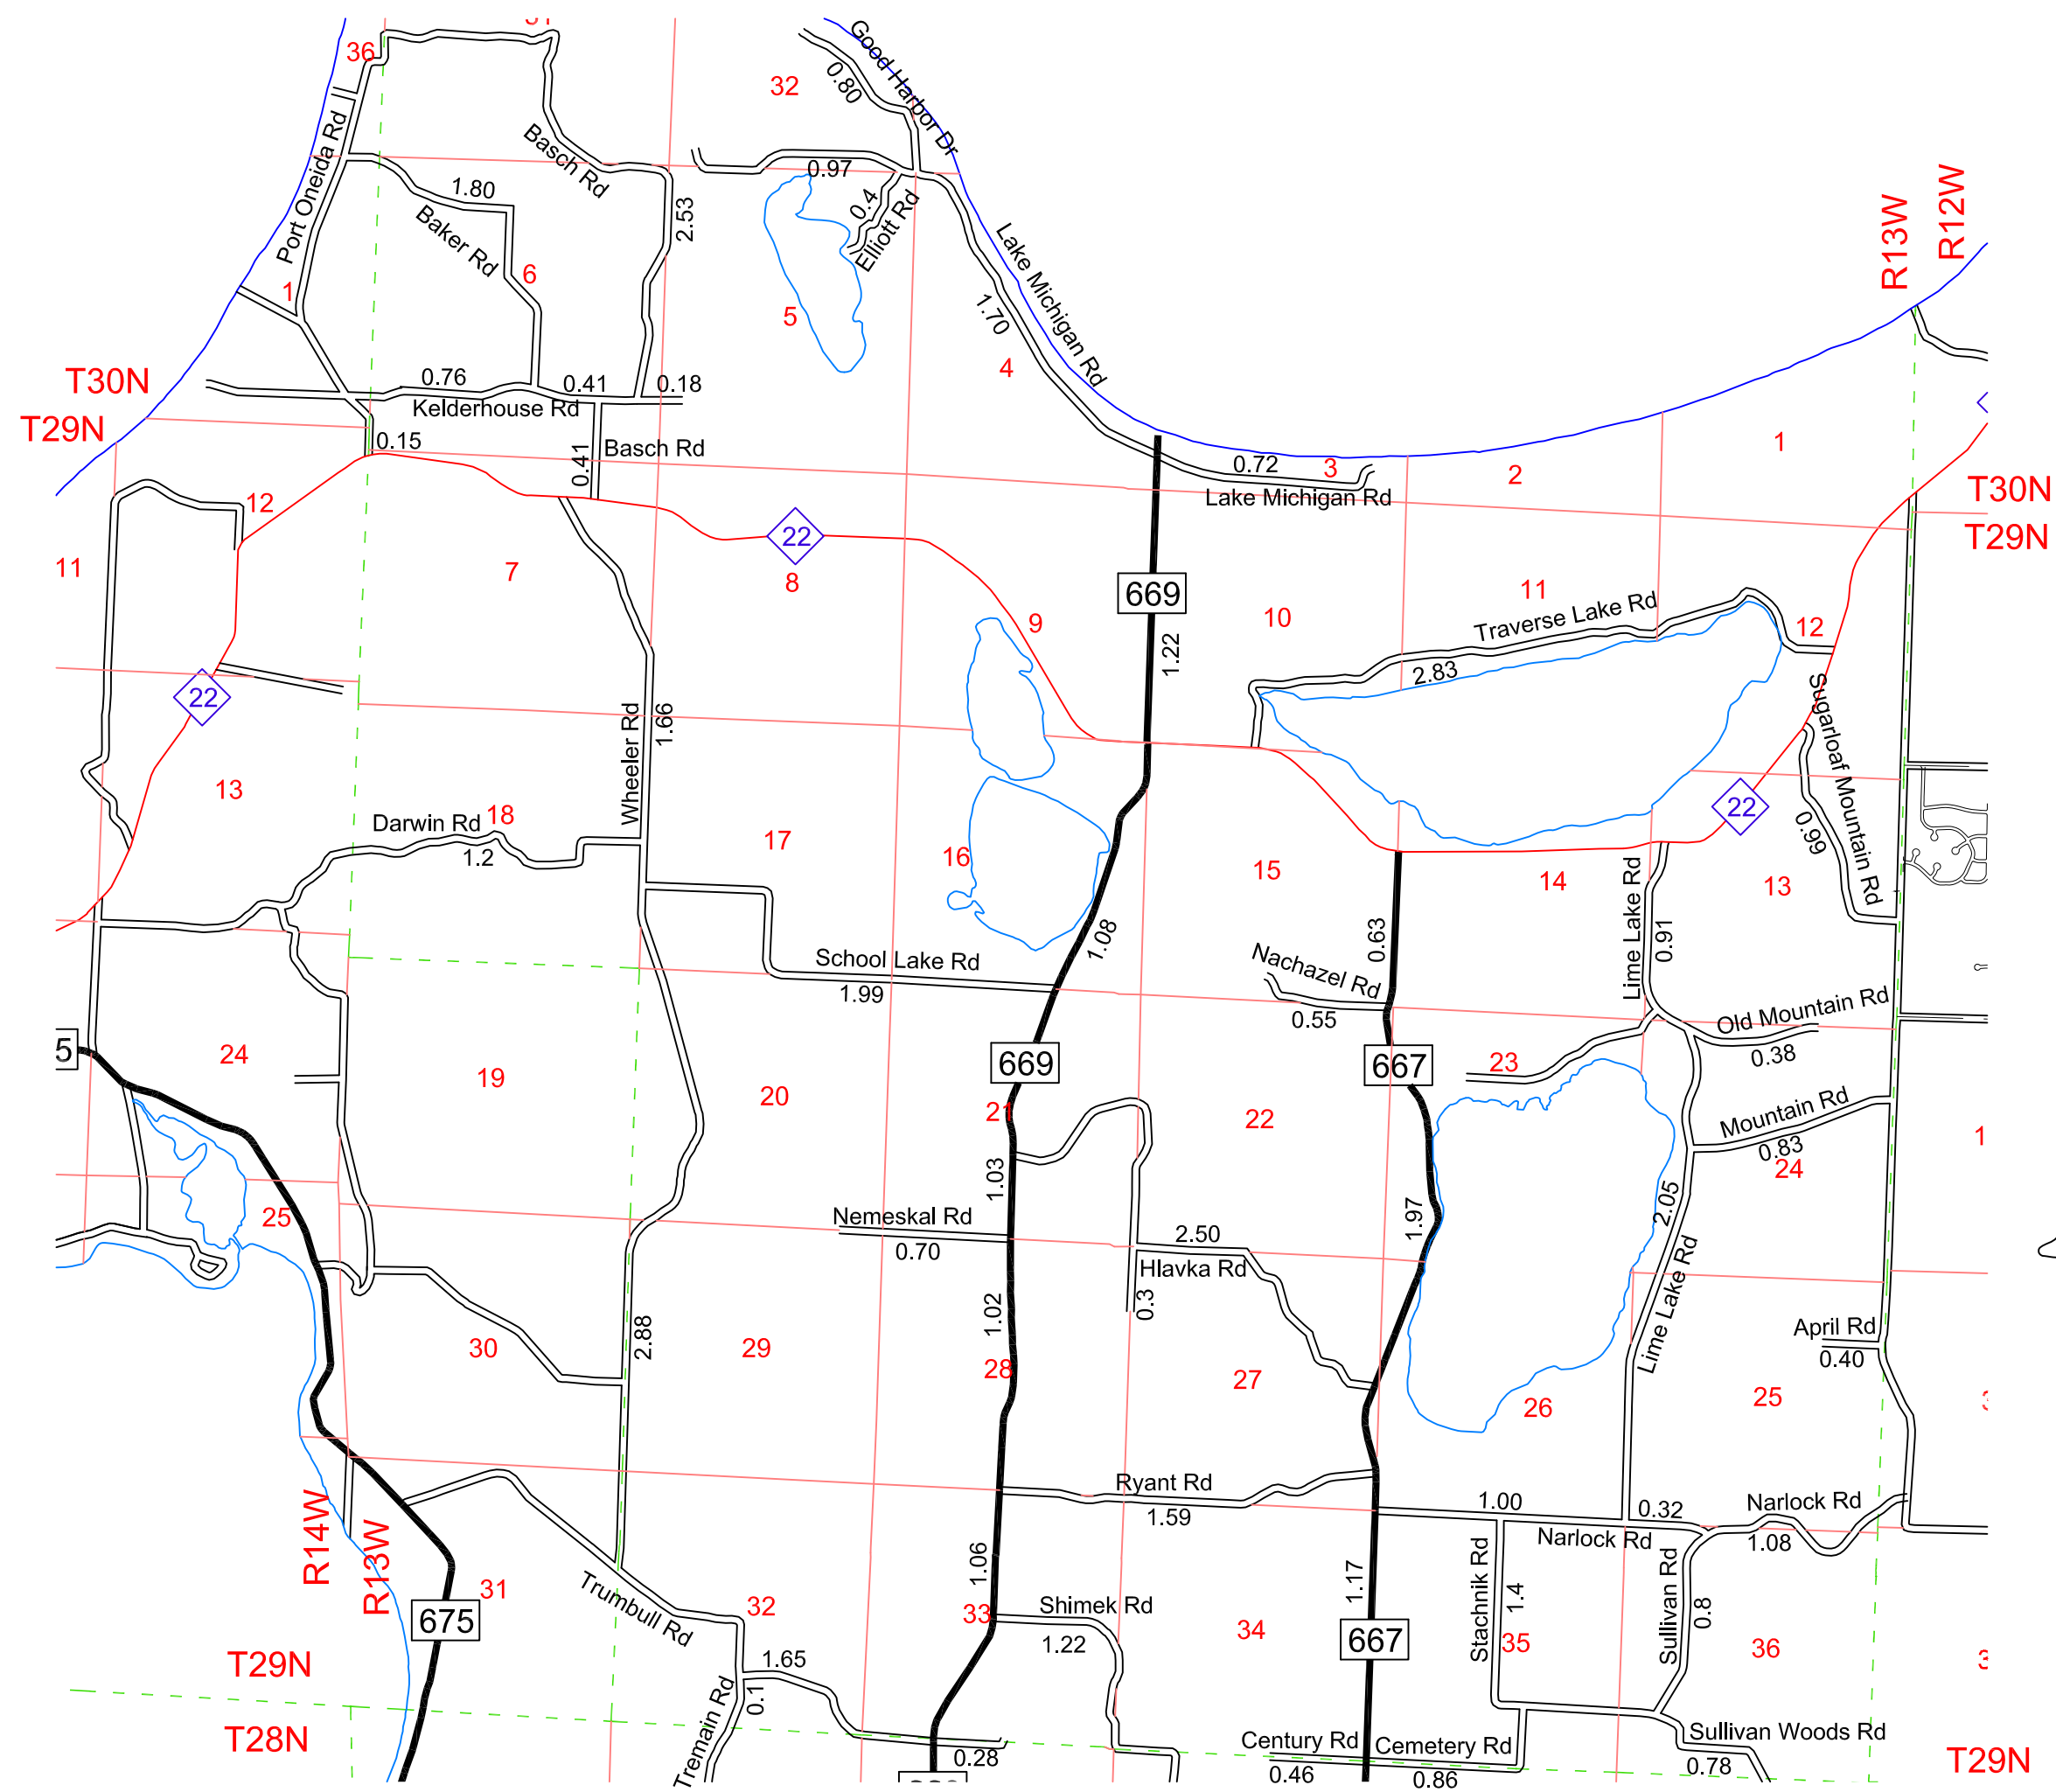 31
36
32
Good Harbor Dr
0.80
Port Oneida Rd
Basch Rd
0.97
1.80
Baker Rd
2.53
0.4
Elliott Rd
R13W
R12W
Lake Michigan Rd
1.70
6
1
5
4
T30N
0.76
0.41
0.18
Kelderhouse Rd
T29N
0.15
0.41
Basch Rd
1
0.72
3
2
Lake Michigan Rd
T30N
T29N
12
22
11
7
8
669
11
10
9
Traverse Lake Rd
12
1.22
2.83
22
Wheeler Rd
1.66
Sugarloaf Mountain Rd
13
22
0.99
Darwin Rd
18
1.2
17
16
15
14
13
Lime Lake Rd
0.91
0.63
1.08
School Lake Rd
1.99
Nachazel Rd
0.55
Old Mountain Rd
0.38
5
24
19
20
669
667
23
21
22
Mountain Rd
0.83
24
1
1.03
25
Nemeskal Rd
0.70
2.50
Hlavka Rd
0.3
1.97
2.05
Lime Lake Rd
1.02
2.88
30
29
28
27
26
25
April Rd
0.40
Ryant Rd
1.59
1.00
0.32
Narlock Rd
Narlock Rd
1.08
R14W
R13W
1.06
1.17
Stachnik Rd
1.4
Sullivan Rd
0.8
31
Trumbull Rd
32
33
Shimek Rd
1.22
34
35
36
675
667
T29N
1.65
Tremain Rd
0.1
T28N
0.28
Century Rd
0.46
Cemetery Rd
0.86
Sullivan Woods Rd
0.78
T29N